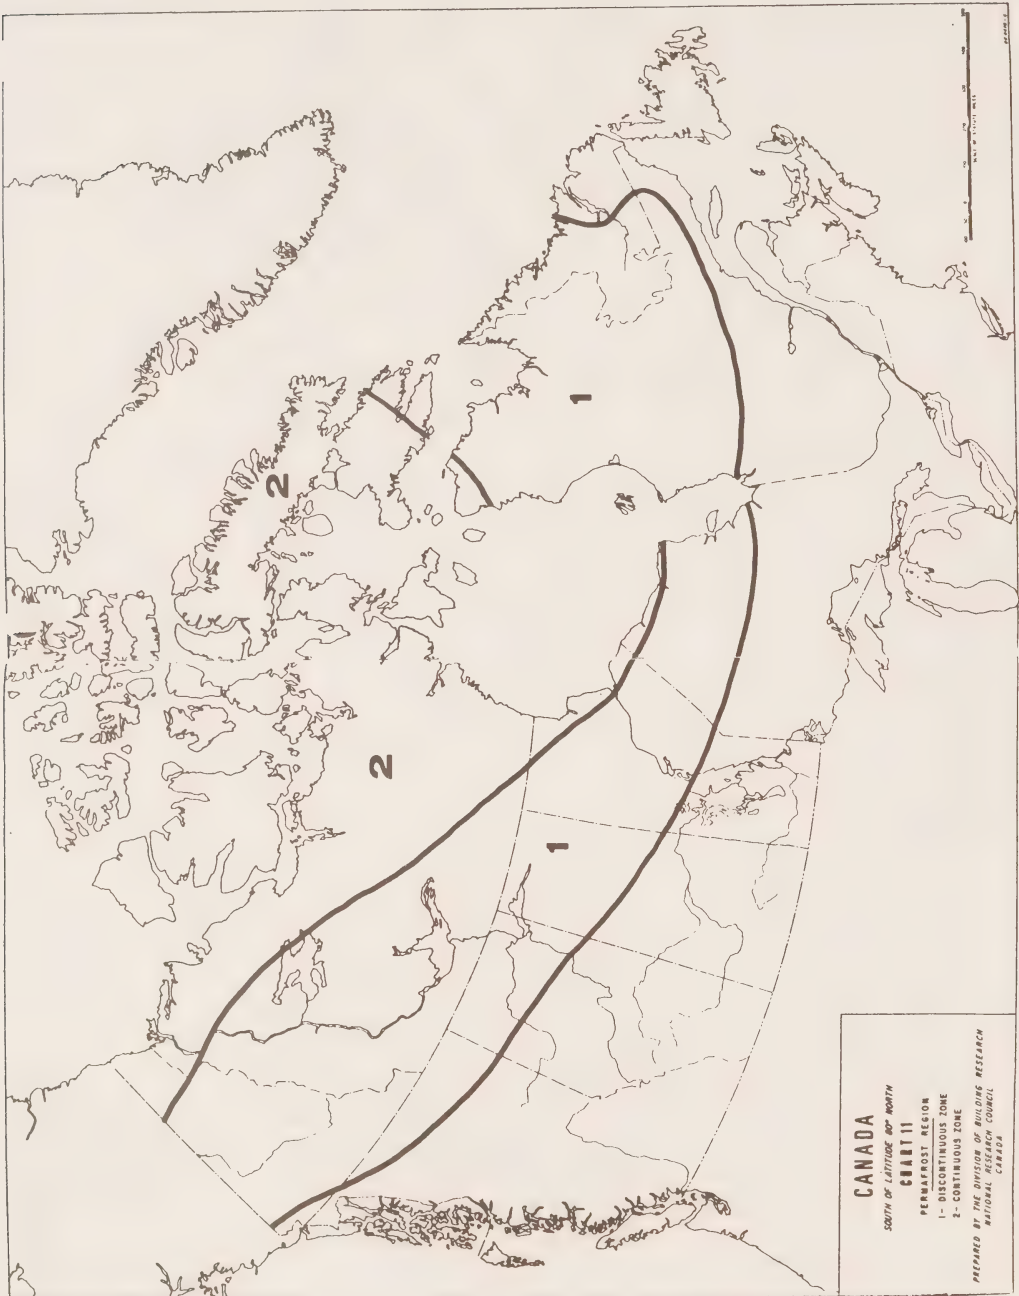 CANADA
SOUTH OF LATITUDE 80° NORTH
CHART 11
PERMAFROST REGION
1 - DISCONTINUOUS ZONE
2 - CONTINUOUS ZONE
PREPARED BY THE DIVISION OF BUILDING RESEARCH
NATIONAL RESEARCH COUNCIL
CANADA
2
2
1
1